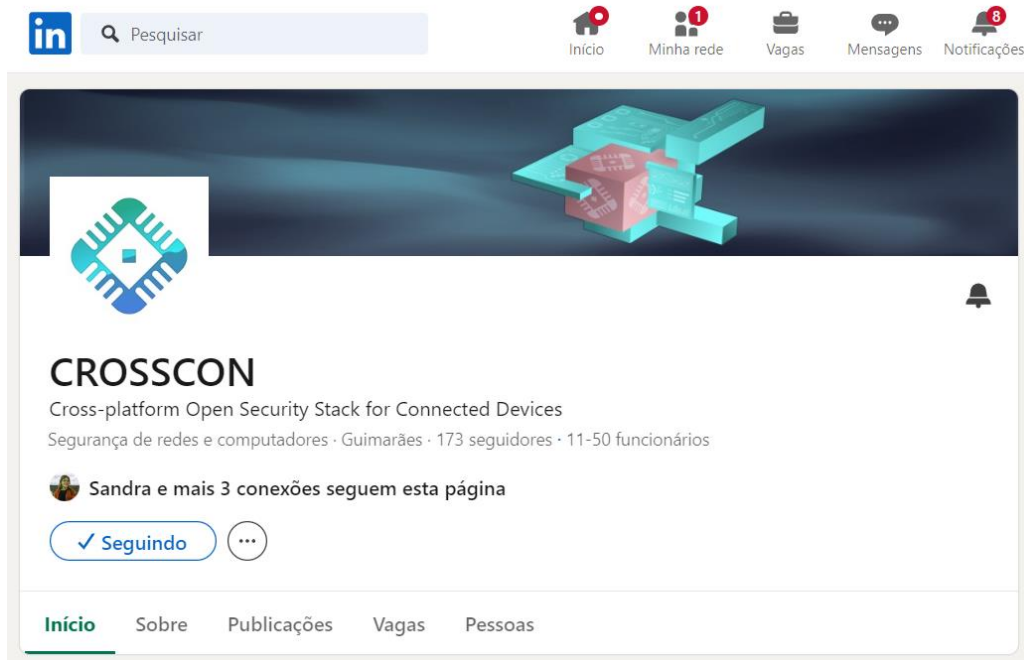 in
Pesquisar
1
8
Início
Minha rede
Vagas
Mensagens
Notificações
CROSSCON
Cross-platform Open Security Stack for Connected Devices
Segurança de redes e computadores · Guimarães · 173 seguidores · 11-50 funcionários
Sandra e mais 3 conexões seguem esta página
✓ Seguindo
Início
Sobre
Publicações
Vagas
Pessoas